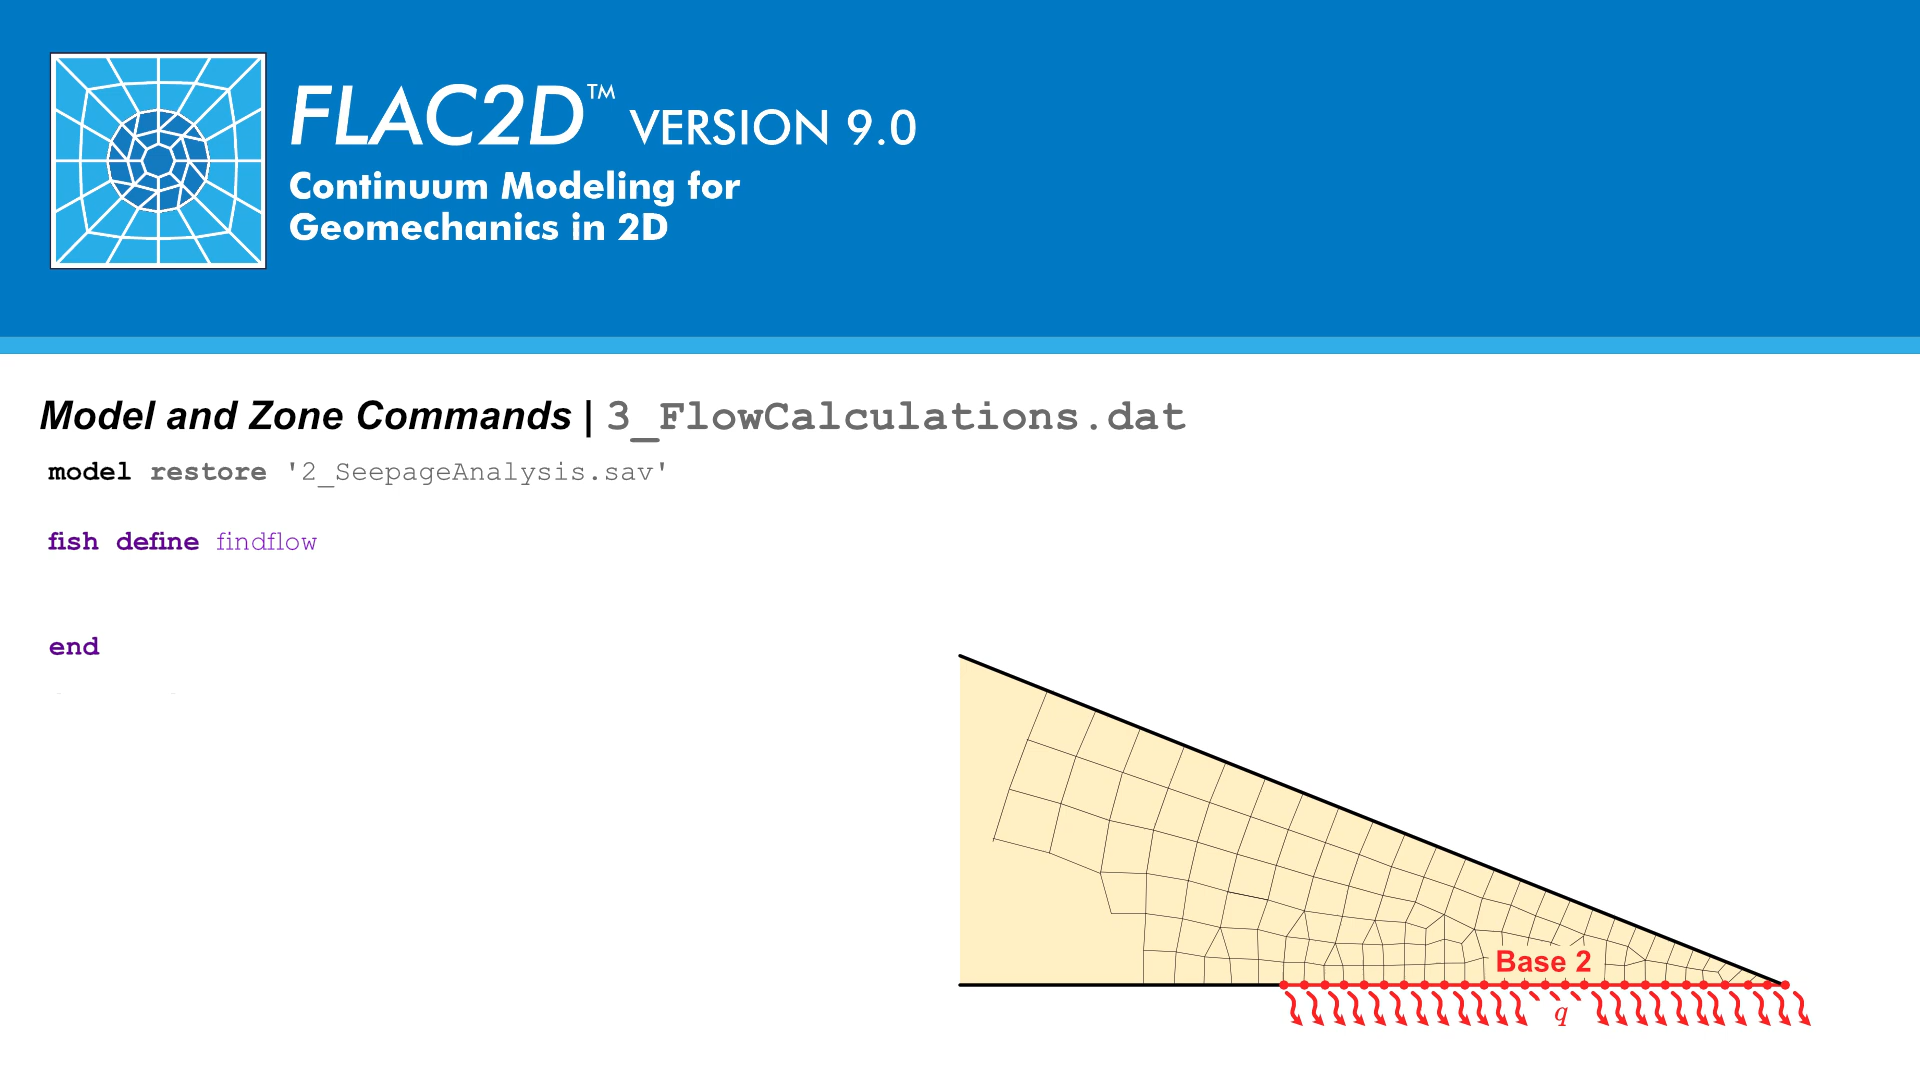 FLAC2D™ VERSION 9.0
Continuum Modeling for
Geomechanics in 2D
Model and Zone Commands | 3_FlowCalculations.dat
model restore '2_SeepageAnalysis.sav'
fish define findflow
end
Base 2
q